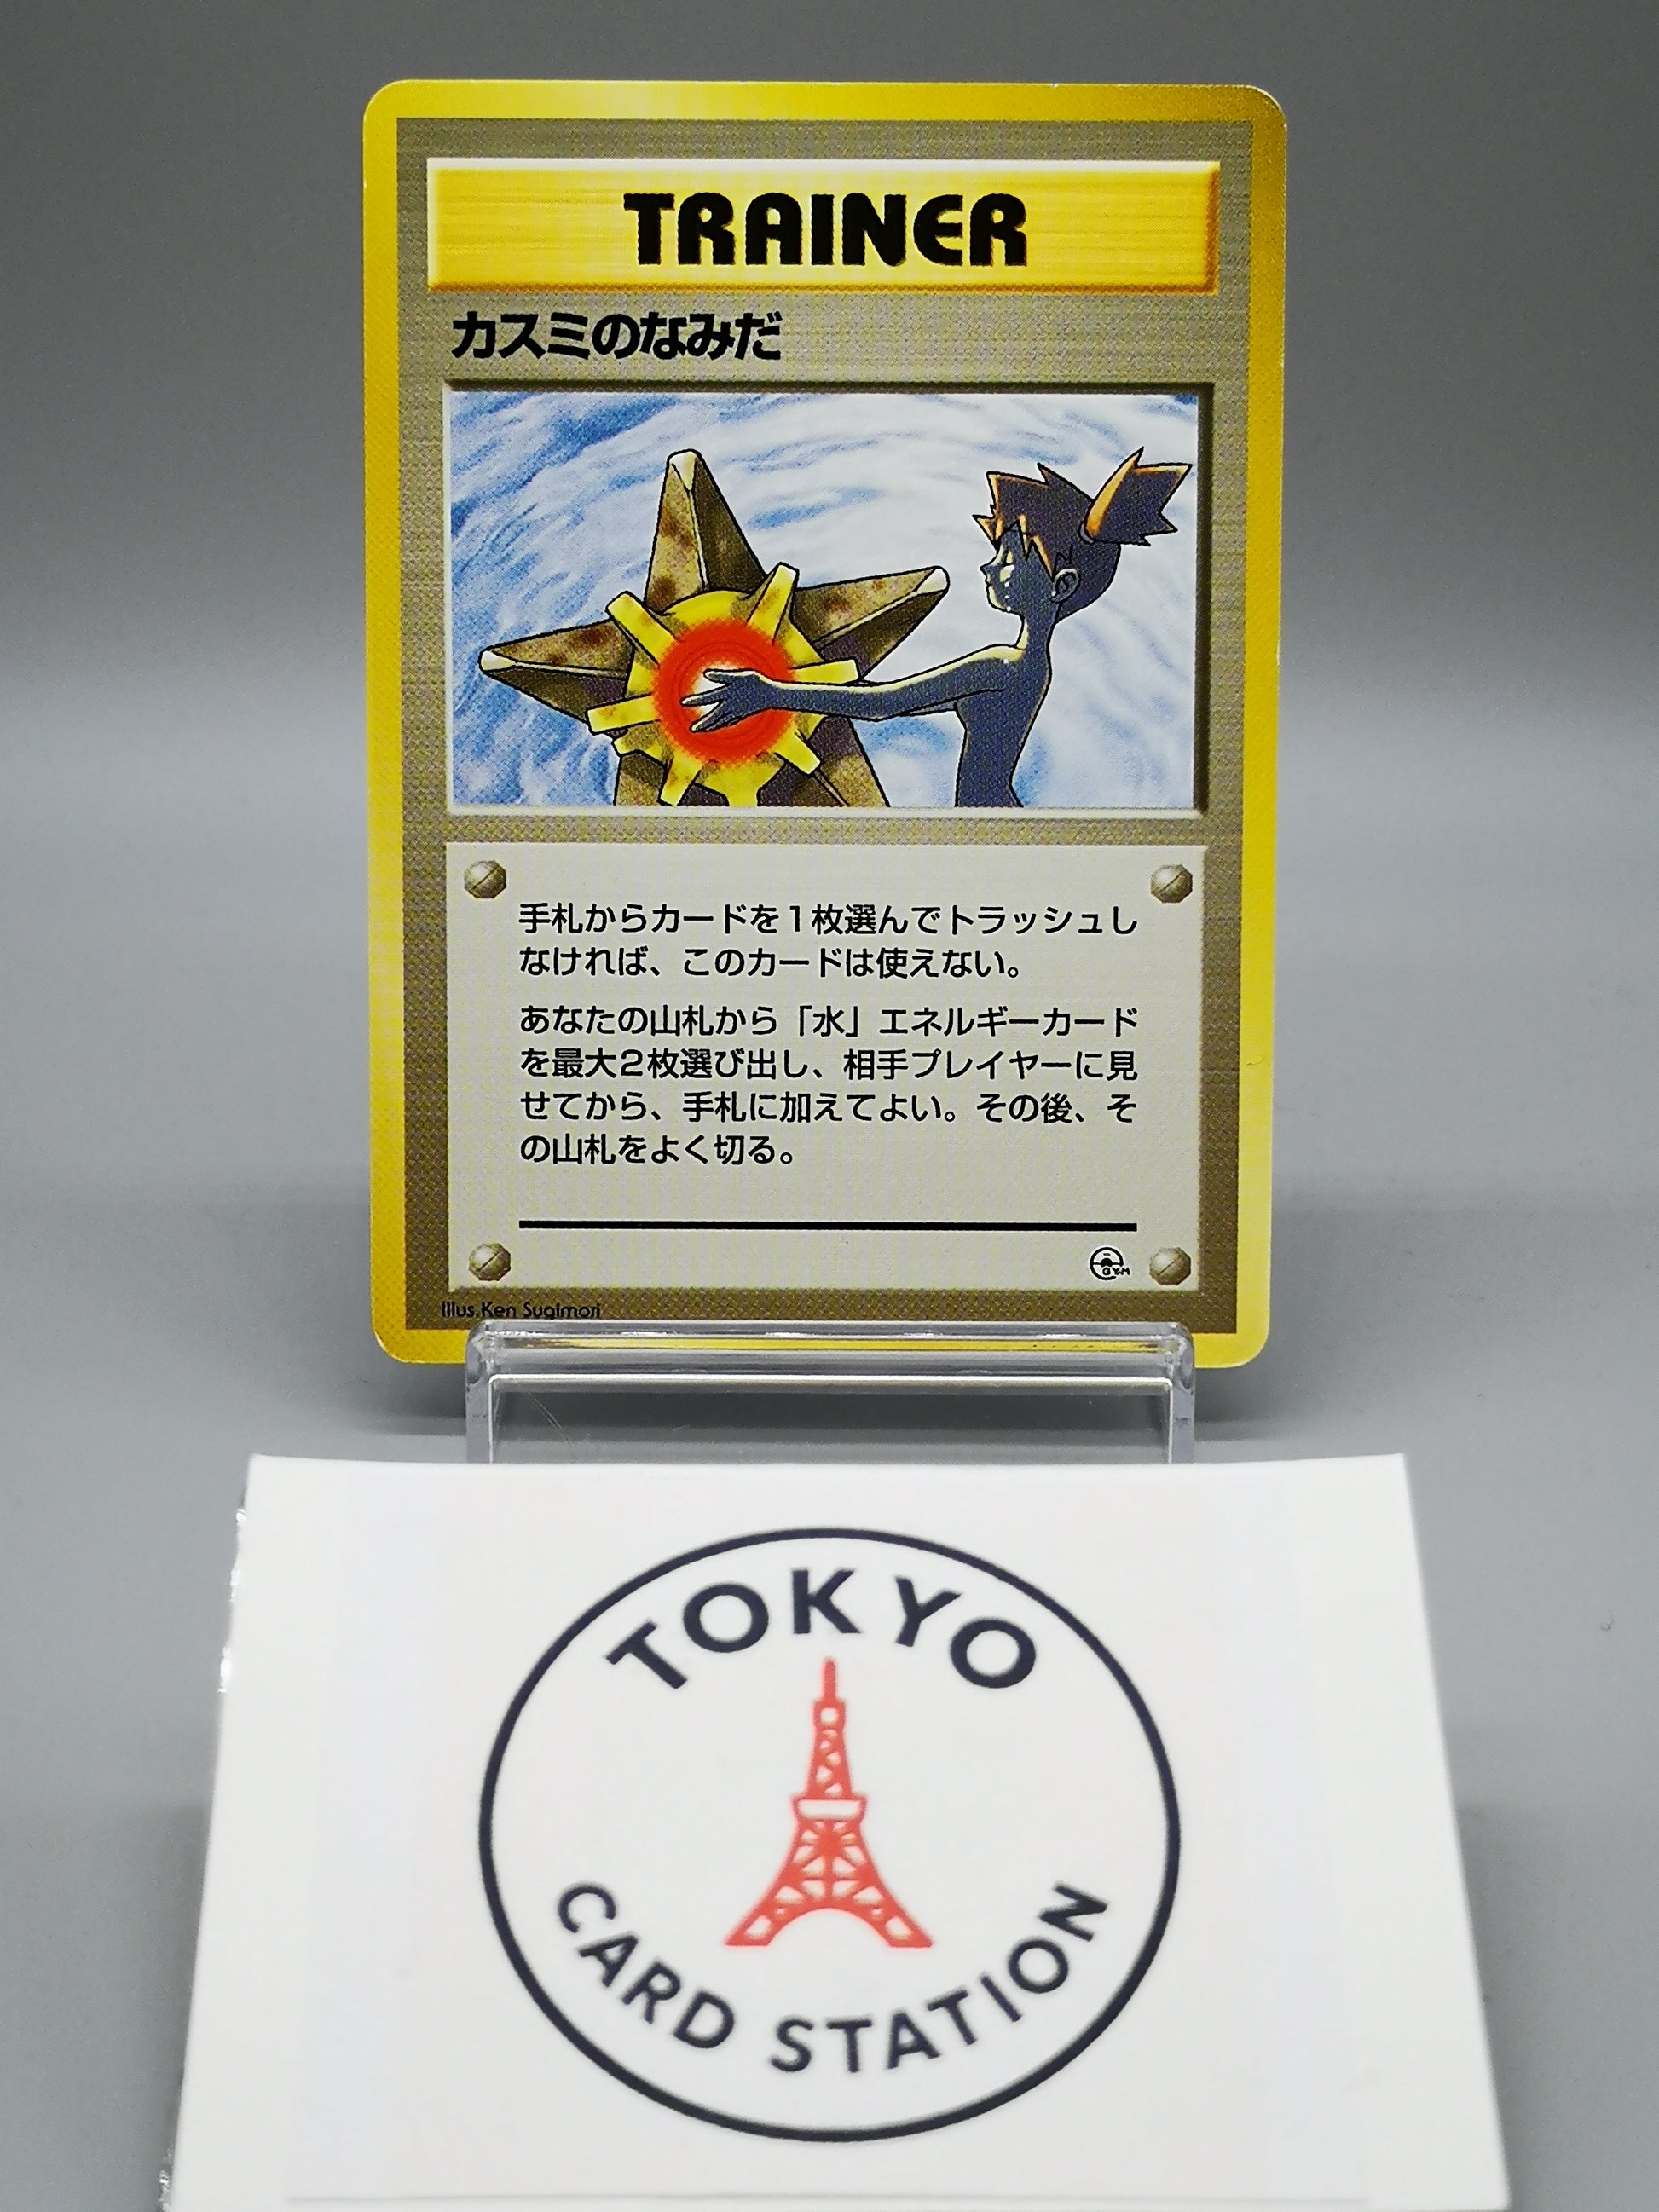 TRAINER
カスミのなみだ
手札からカードを1枚選んでトラッシュし
なければ、このカードは使えない。
あなたの山札から「水」エネルギーカード
を最大2枚選び出し、相手プレイヤーに見
せてから、手札に加えてよい。その後、そ
の山札をよく切る。
GYM
Illus.Ken Sugimori
TOKYO
CARD STATION